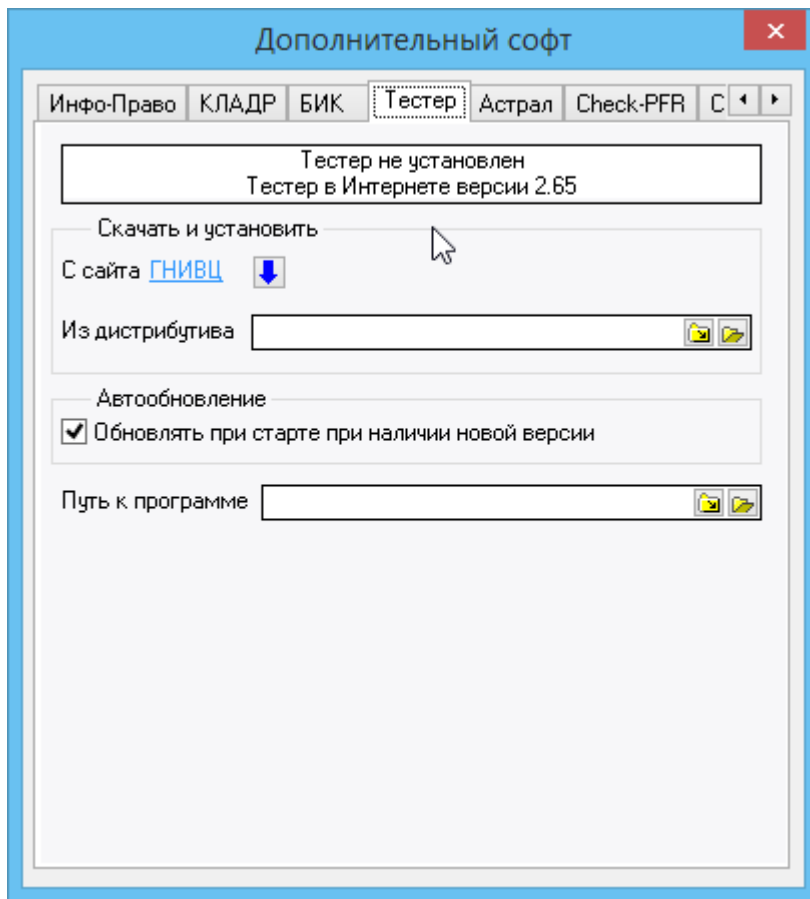 Дополнительный софт
Инфо-Право КЛАДР БИК Тестер Астрал Check-PFR С
Тестер не установлен
Тестер в Интернете версии 2.65
Скачать и установить
С сайта ГНИВЦ
Из дистрибутива
Автообновление
Обновлять при старте при наличии новой версии
Путь к программе